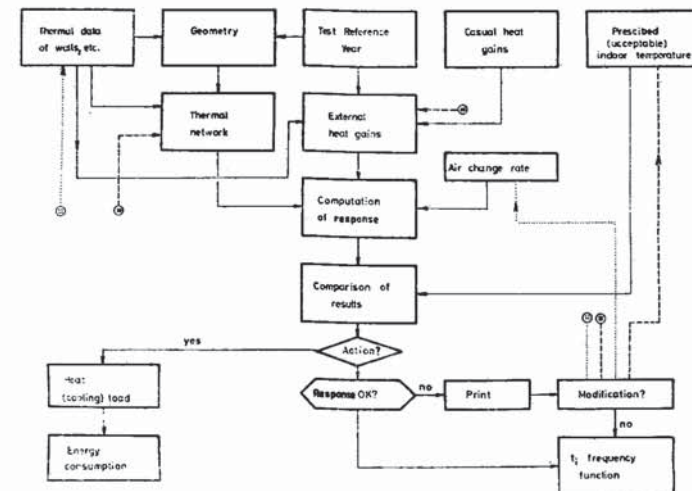 Thermal data
of walls, etc.
Geometry
Test Reference
Year
Casual heat
gains
Prescibed
(ucceptable)
indoor temperature
Thermal
network
External
heat gains
Air change rate
Computation
of response
Comparison of
results
yes
Action?
Heat
(cooling) load
Response OK?
no
Print
Modification?
no
Energy
consumption
tᵢ frequency
function